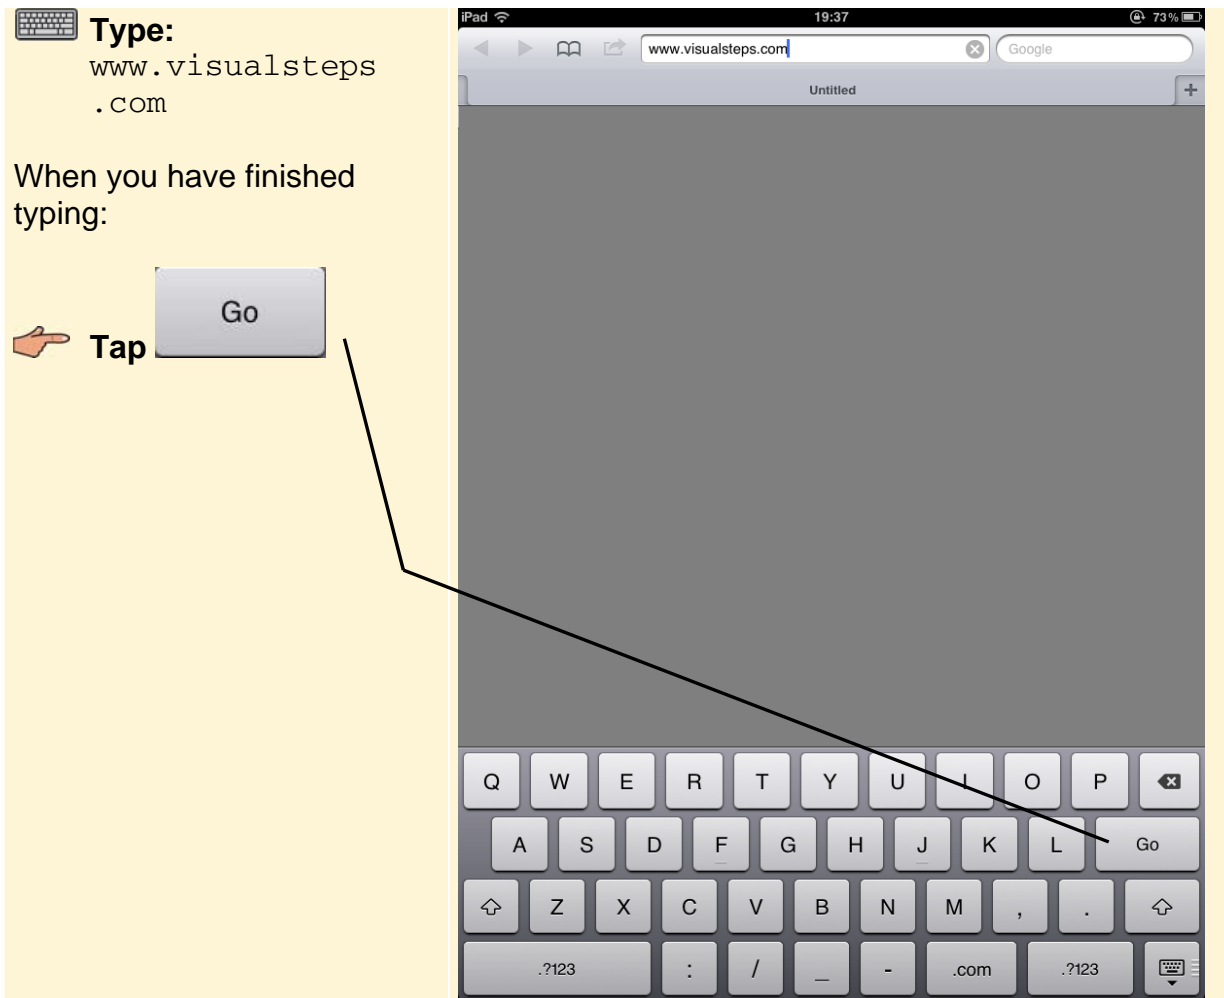 Type:
www.visualsteps
.com
When you have finished
typing:
Tap Go
iPad 19:37 73%
www.visualsteps.com Google
Untitled +
Q W E R T Y U I O P
A S D F G H J K L Go
Z X C V B N M , .
.?123 : / _ - .com .?123